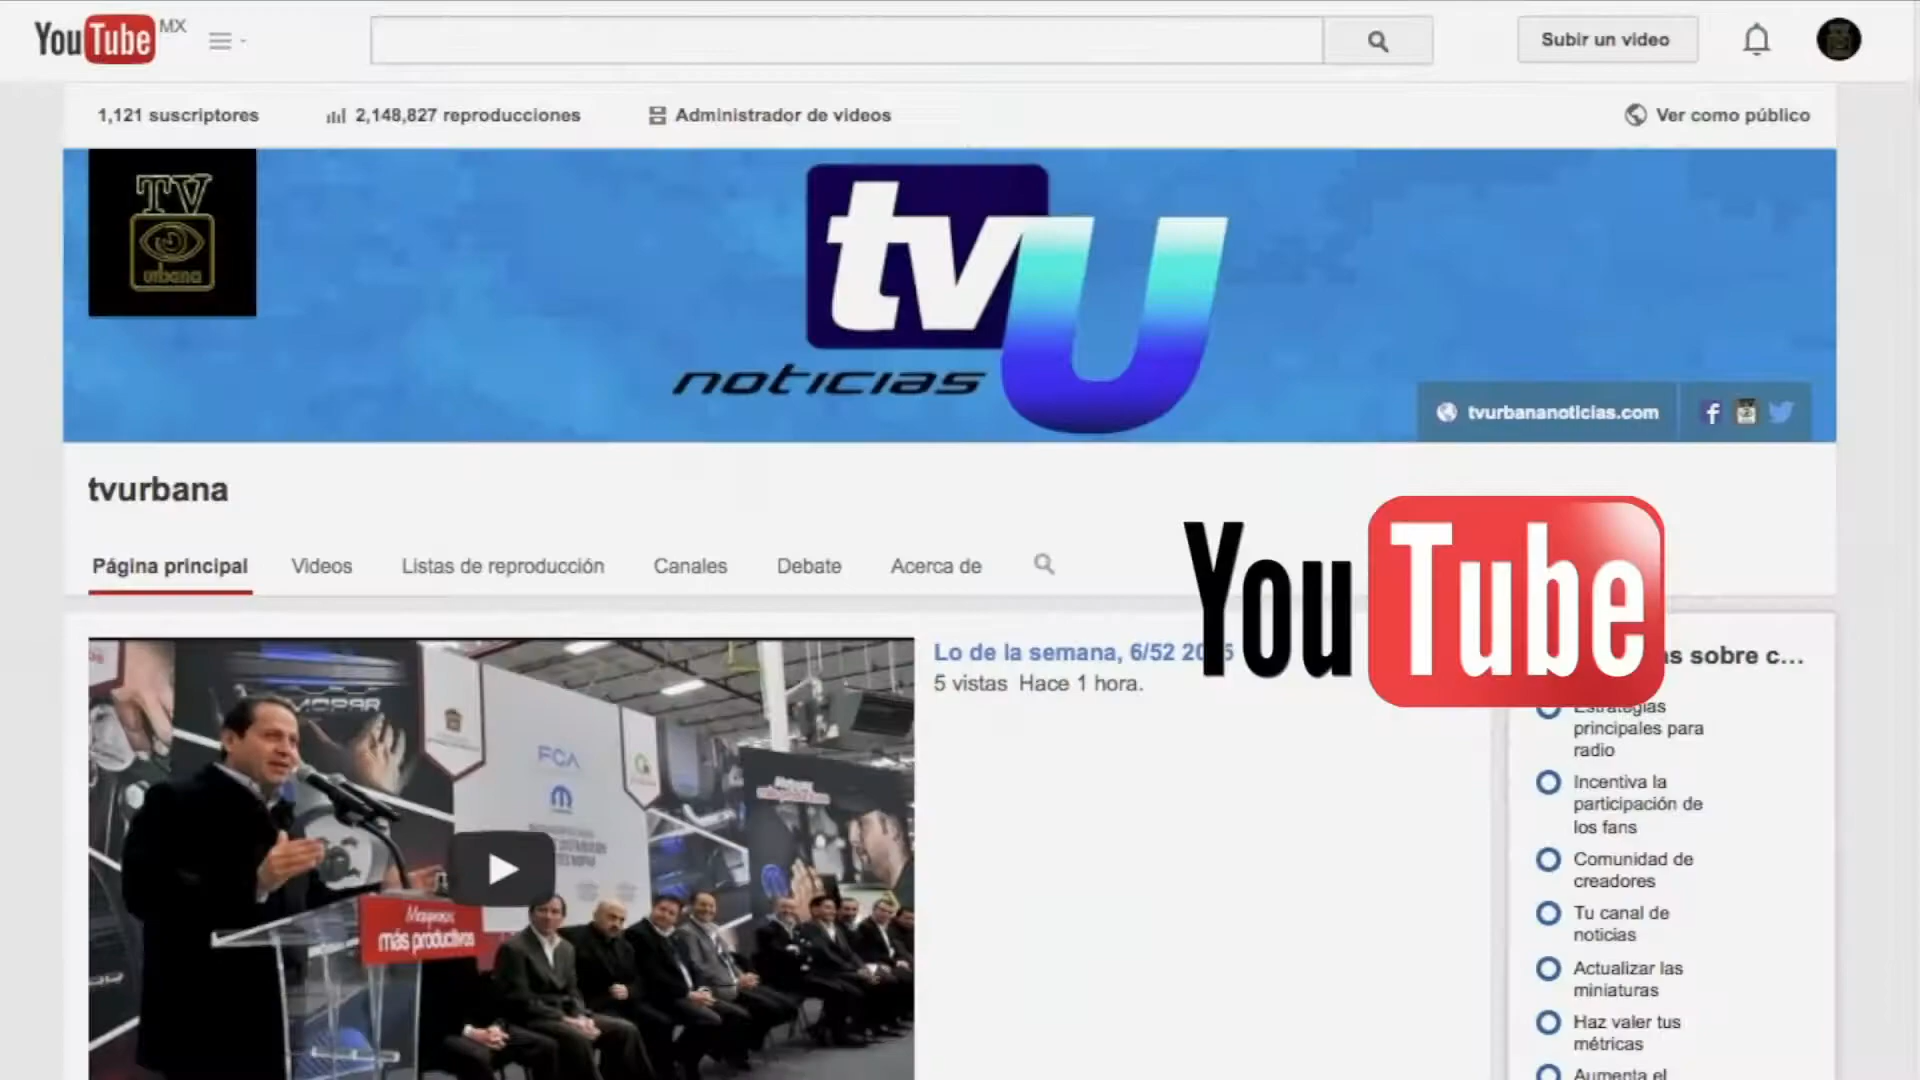 YouTube MX
Subir un video
1,121 suscriptores
2,148,827 reproducciones
Administrador de videos
Ver como público
TV
urbana
tvU
noticias
tvurbananoticias.com
tvurbana
Página principal
Videos
Listas de reproducción
Canales
Debate
Acerca de
YouTube
Lo de la semana, 6/52 20 5
5 vistas Hace 1 hora.
s sobre c...
Estrategias
principales para
radio
Incentiva la
participación de
los fans
Comunidad de
creadores
Tu canal de
noticias
Actualizar las
miniaturas
Haz valer tus
métricas
Aumenta el
MOPAR
FCA
más productivos